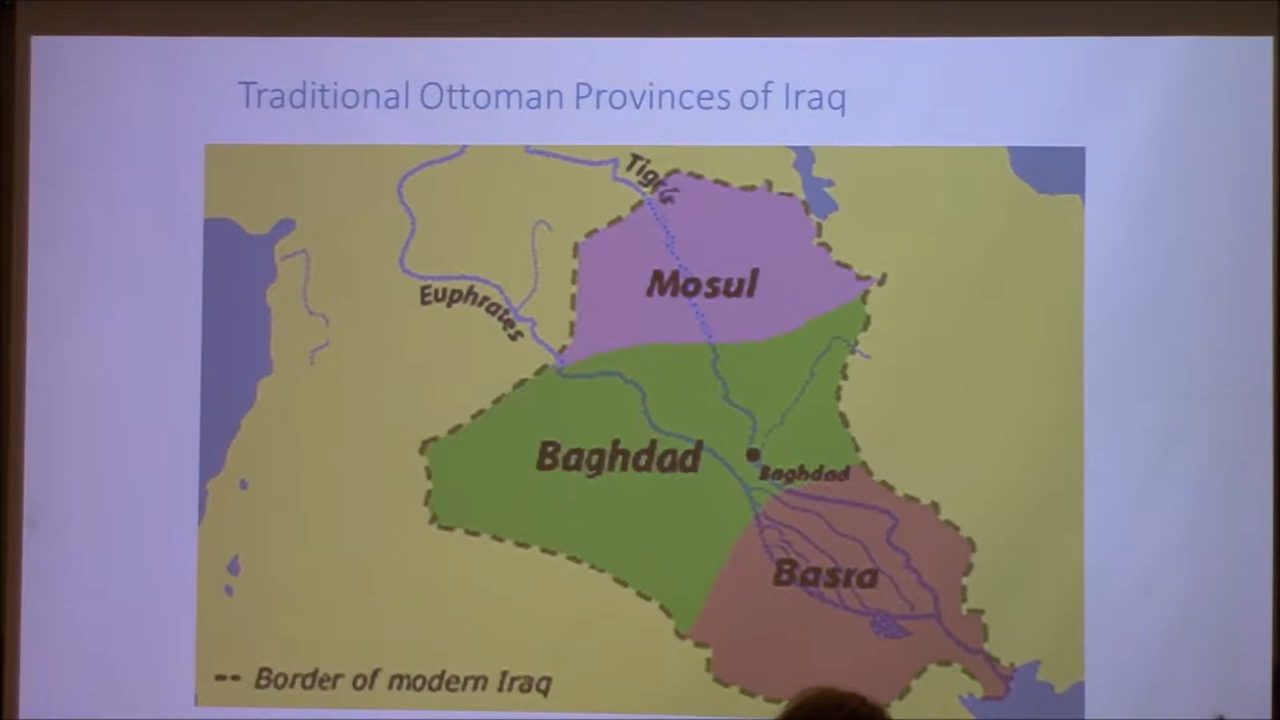 Traditional Ottoman Provinces of Iraq
Tigris
Mosul
Euphrates
Baghdad
Baghdad
Basra
-- Border of modern Iraq